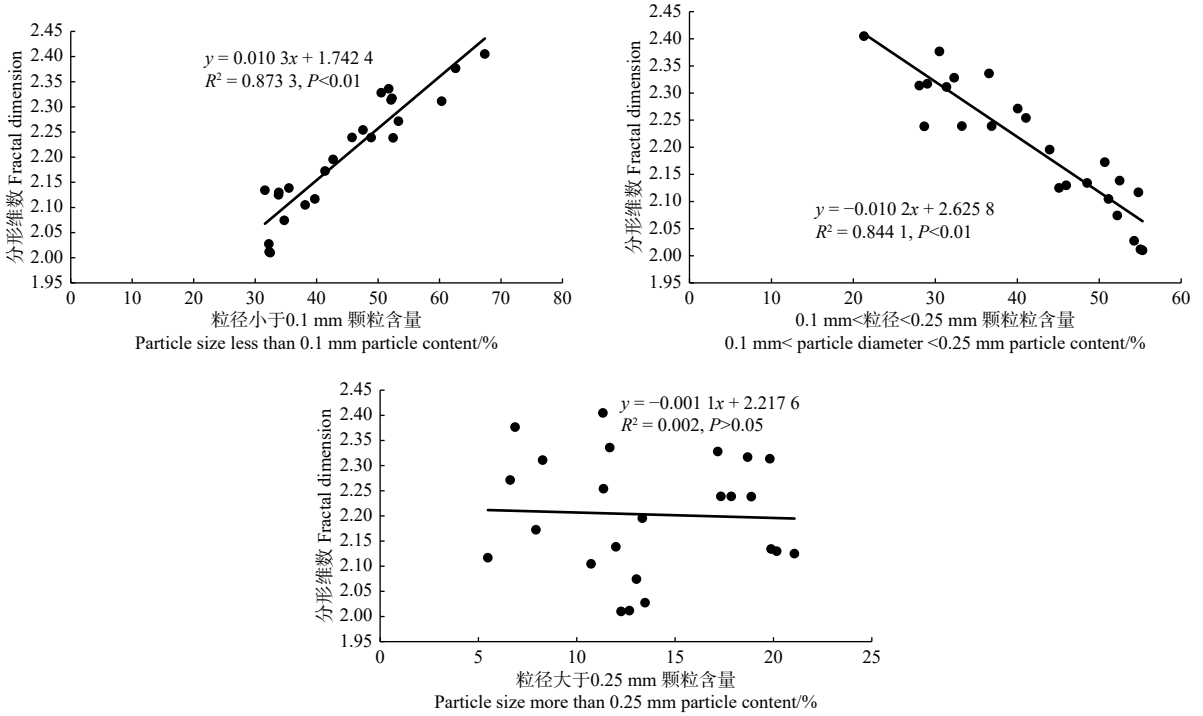 2.45
2.40
2.35
2.30
2.25
2.20
2.15
2.10
2.05
2.00
1.95
分形维数 Fractal dimension
y = 0.010 3x + 1.742 4
R² = 0.873 3, P<0.01
0 10 20 30 40 50 60 70 80
粒径小于0.1 mm 颗粒含量
Particle size less than 0.1 mm particle content/%
2.45
2.40
2.35
2.30
2.25
2.20
2.15
2.10
2.05
2.00
1.95
分形维数 Fractal dimension
y = −0.010 2x + 2.625 8
R² = 0.844 1, P<0.01
0 10 20 30 40 50 60
0.1 mm<粒径<0.25 mm 颗粒粒含量
0.1 mm< particle diameter <0.25 mm particle content/%
2.45
2.40
2.35
2.30
2.25
2.20
2.15
2.10
2.05
2.00
1.95
分形维数 Fractal dimension
y = −0.001 1x + 2.217 6
R² = 0.002, P>0.05
0 5 10 15 20 25
粒径大于0.25 mm 颗粒含量
Particle size more than 0.25 mm particle content/%